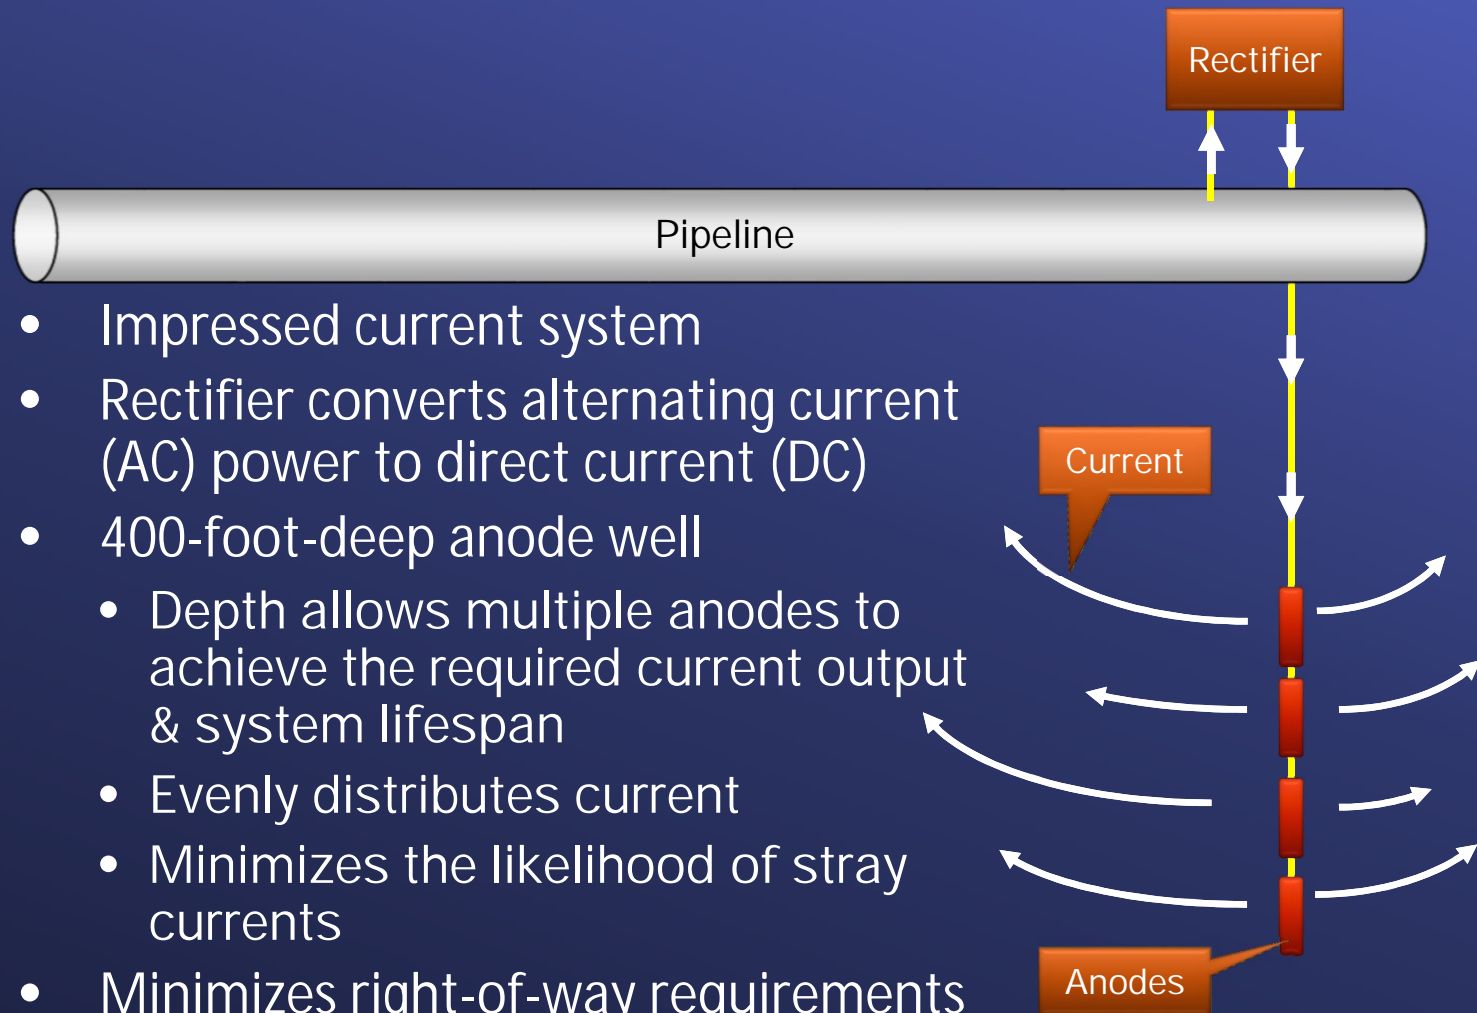 Rectifier
Pipeline
• Impressed current system
• Rectifier converts alternating current
(AC) power to direct current (DC)
• 400-foot-deep anode well
• Depth allows multiple anodes to
achieve the required current output
& system lifespan
• Evenly distributes current
• Minimizes the likelihood of stray
currents
• Minimizes right-of-way requirements
Current
Anodes